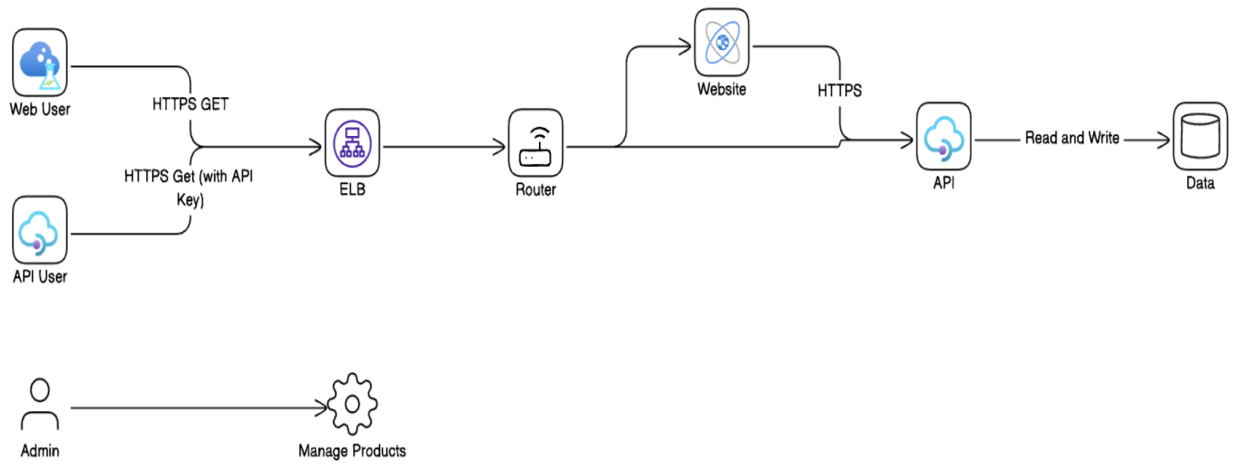 Web User
HTTPS GET
HTTPS Get (with API
Key)
API User
ELB
Router
Website
HTTPS
API
Read and Write
Data
Admin
Manage Products